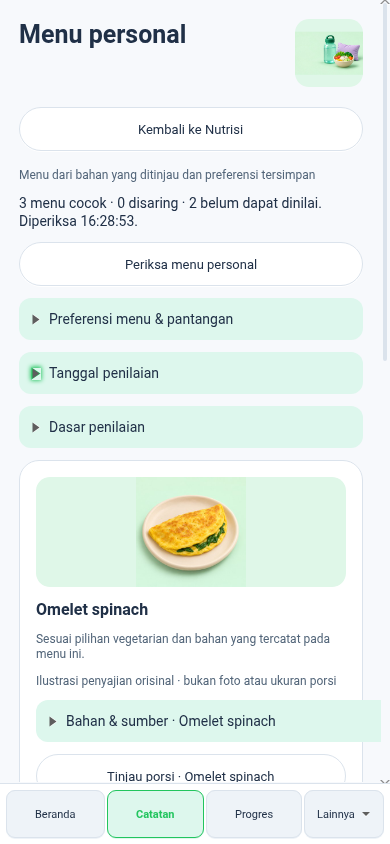 Menu personal
Kembali ke Nutrisi
Menu dari bahan yang ditinjau dan preferensi tersimpan
3 menu cocok · 0 disaring · 2 belum dapat dinilai.
Diperiksa 16:28:53.
Periksa menu personal
Preferensi menu & pantangan
Tanggal penilaian
Dasar penilaian
Omelet spinach
Sesuai pilihan vegetarian dan bahan yang tercatat pada
menu ini.
Ilustrasi penyajian orisinal · bukan foto atau ukuran porsi
Bahan & sumber · Omelet spinach
Tinjau porsi · Omelet spinach
Beranda
Catatan
Progres
Lainnya